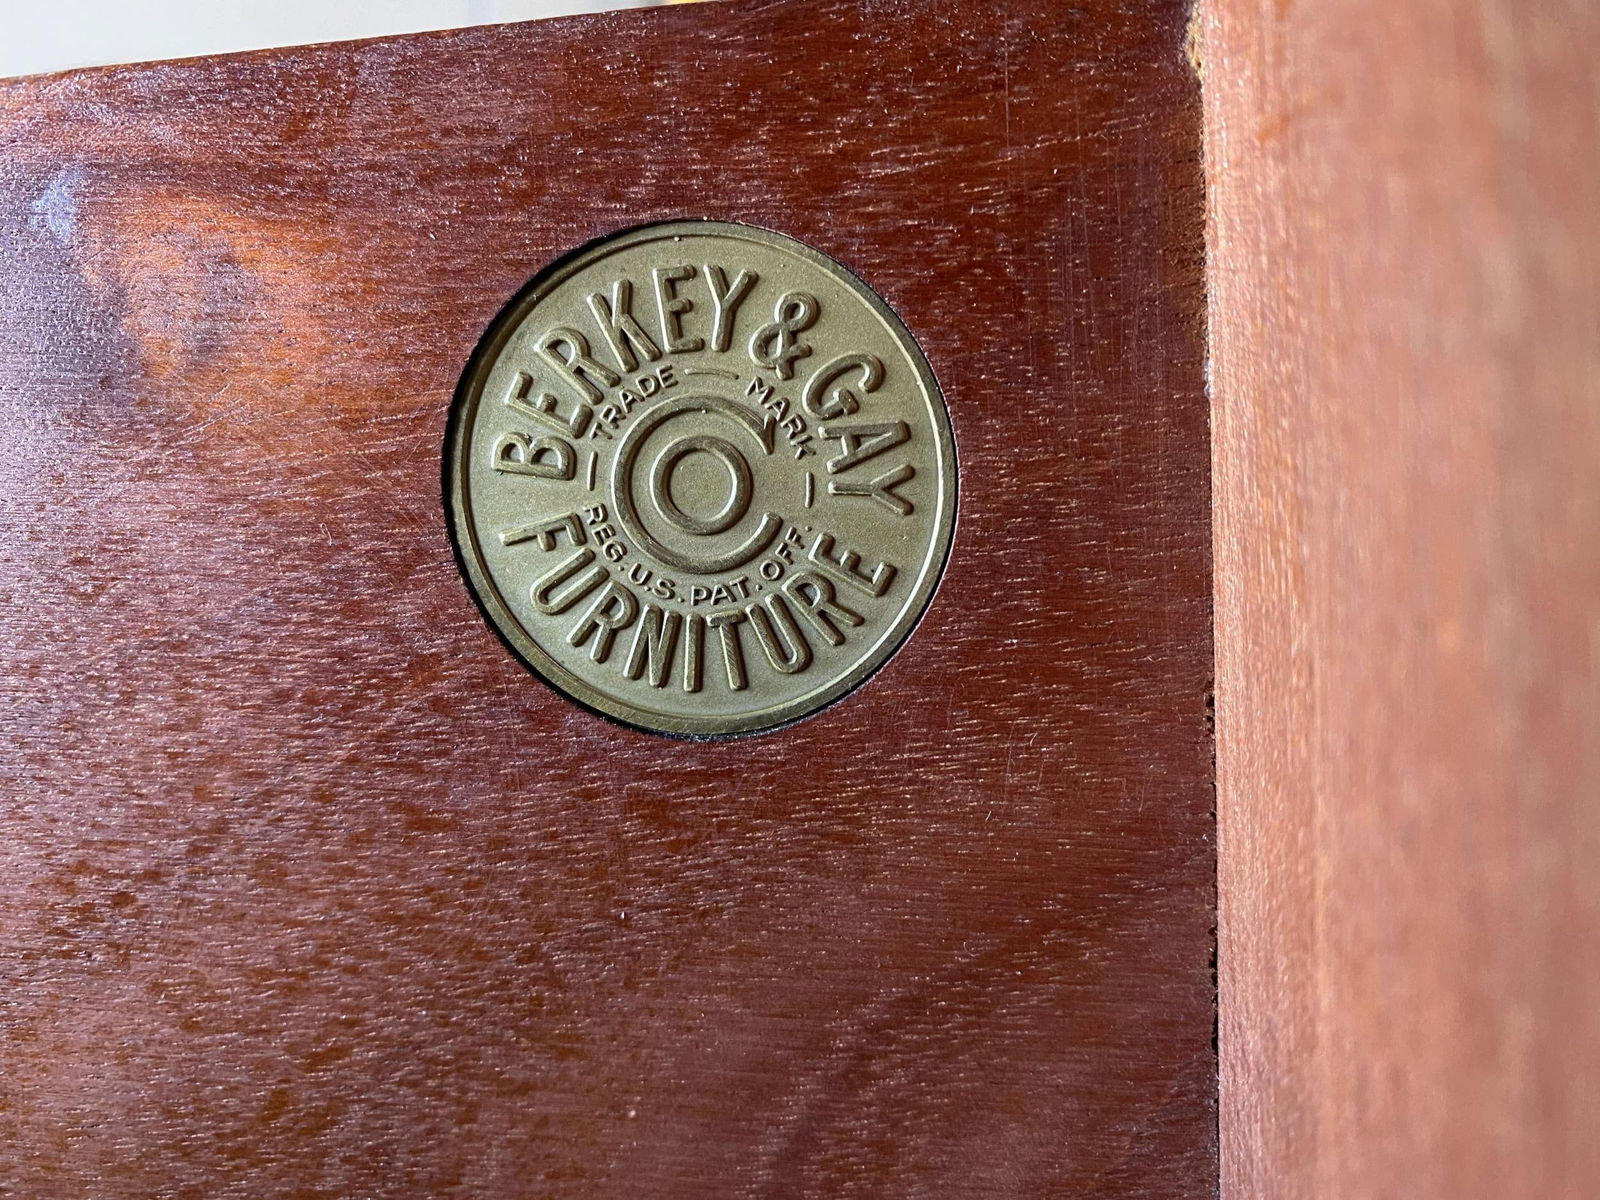 BERKEY & GAY
TRADE — MARK
REG. U.S. PAT. OFF.
FURNITURE